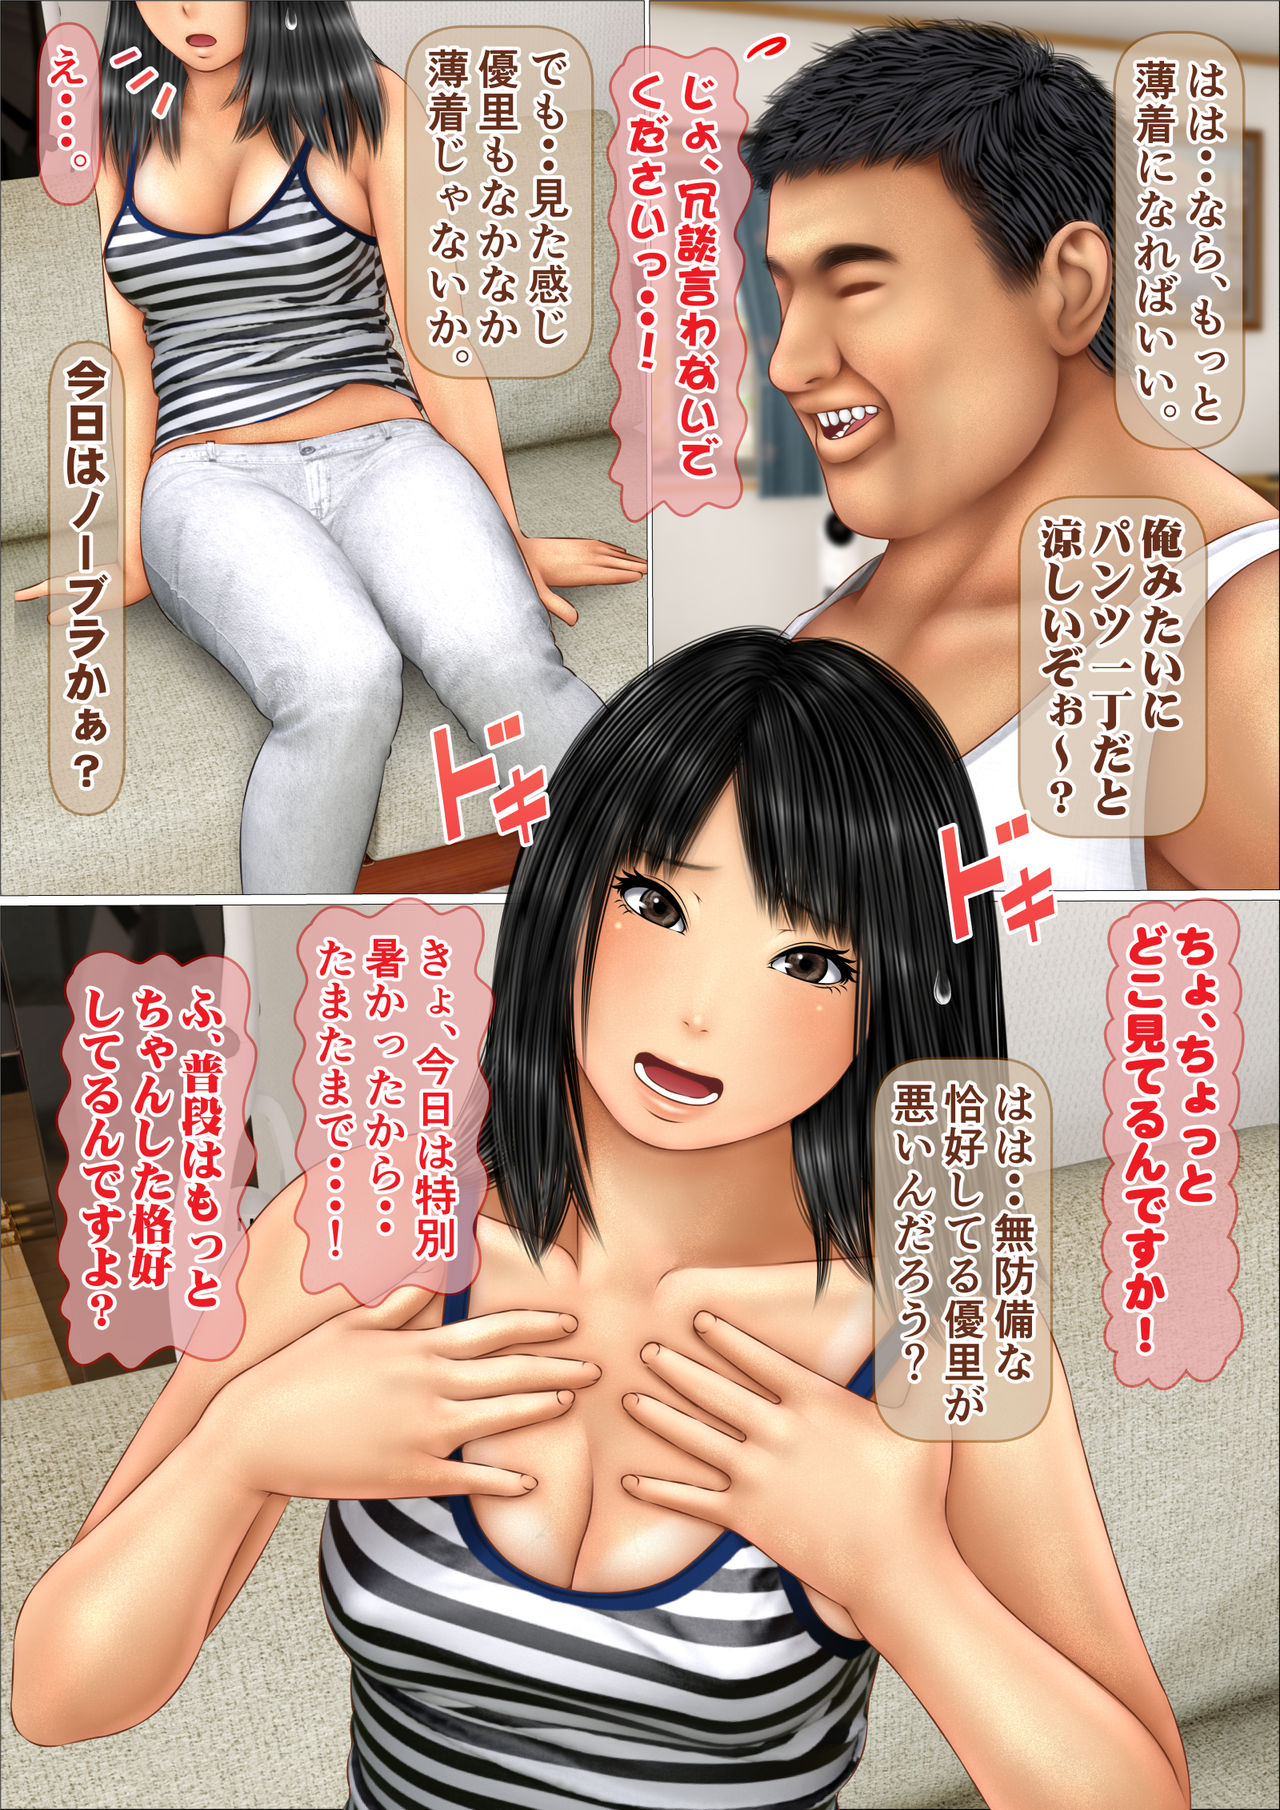 はは・・なら、もっと
薄着になればいい。
俺みたいに
パンツ一丁だと
涼しいぞぉ～？
じょ、冗談言わないで
くださいっ・・！
でも・・見た感じ
優里もなかなか
薄着じゃないか。
え・・・。
今日はノーブラかぁ？
ドキ
ドキ
ちょ、ちょっと
どこ見てるんですか！
はは・・無防備な
恰好してる優里が
悪いんだろう？
きょ、今日は特別
暑かったから・・
たまたまで・・・！
ふ、普段はもっと
ちゃんした格好
してるんですよ？